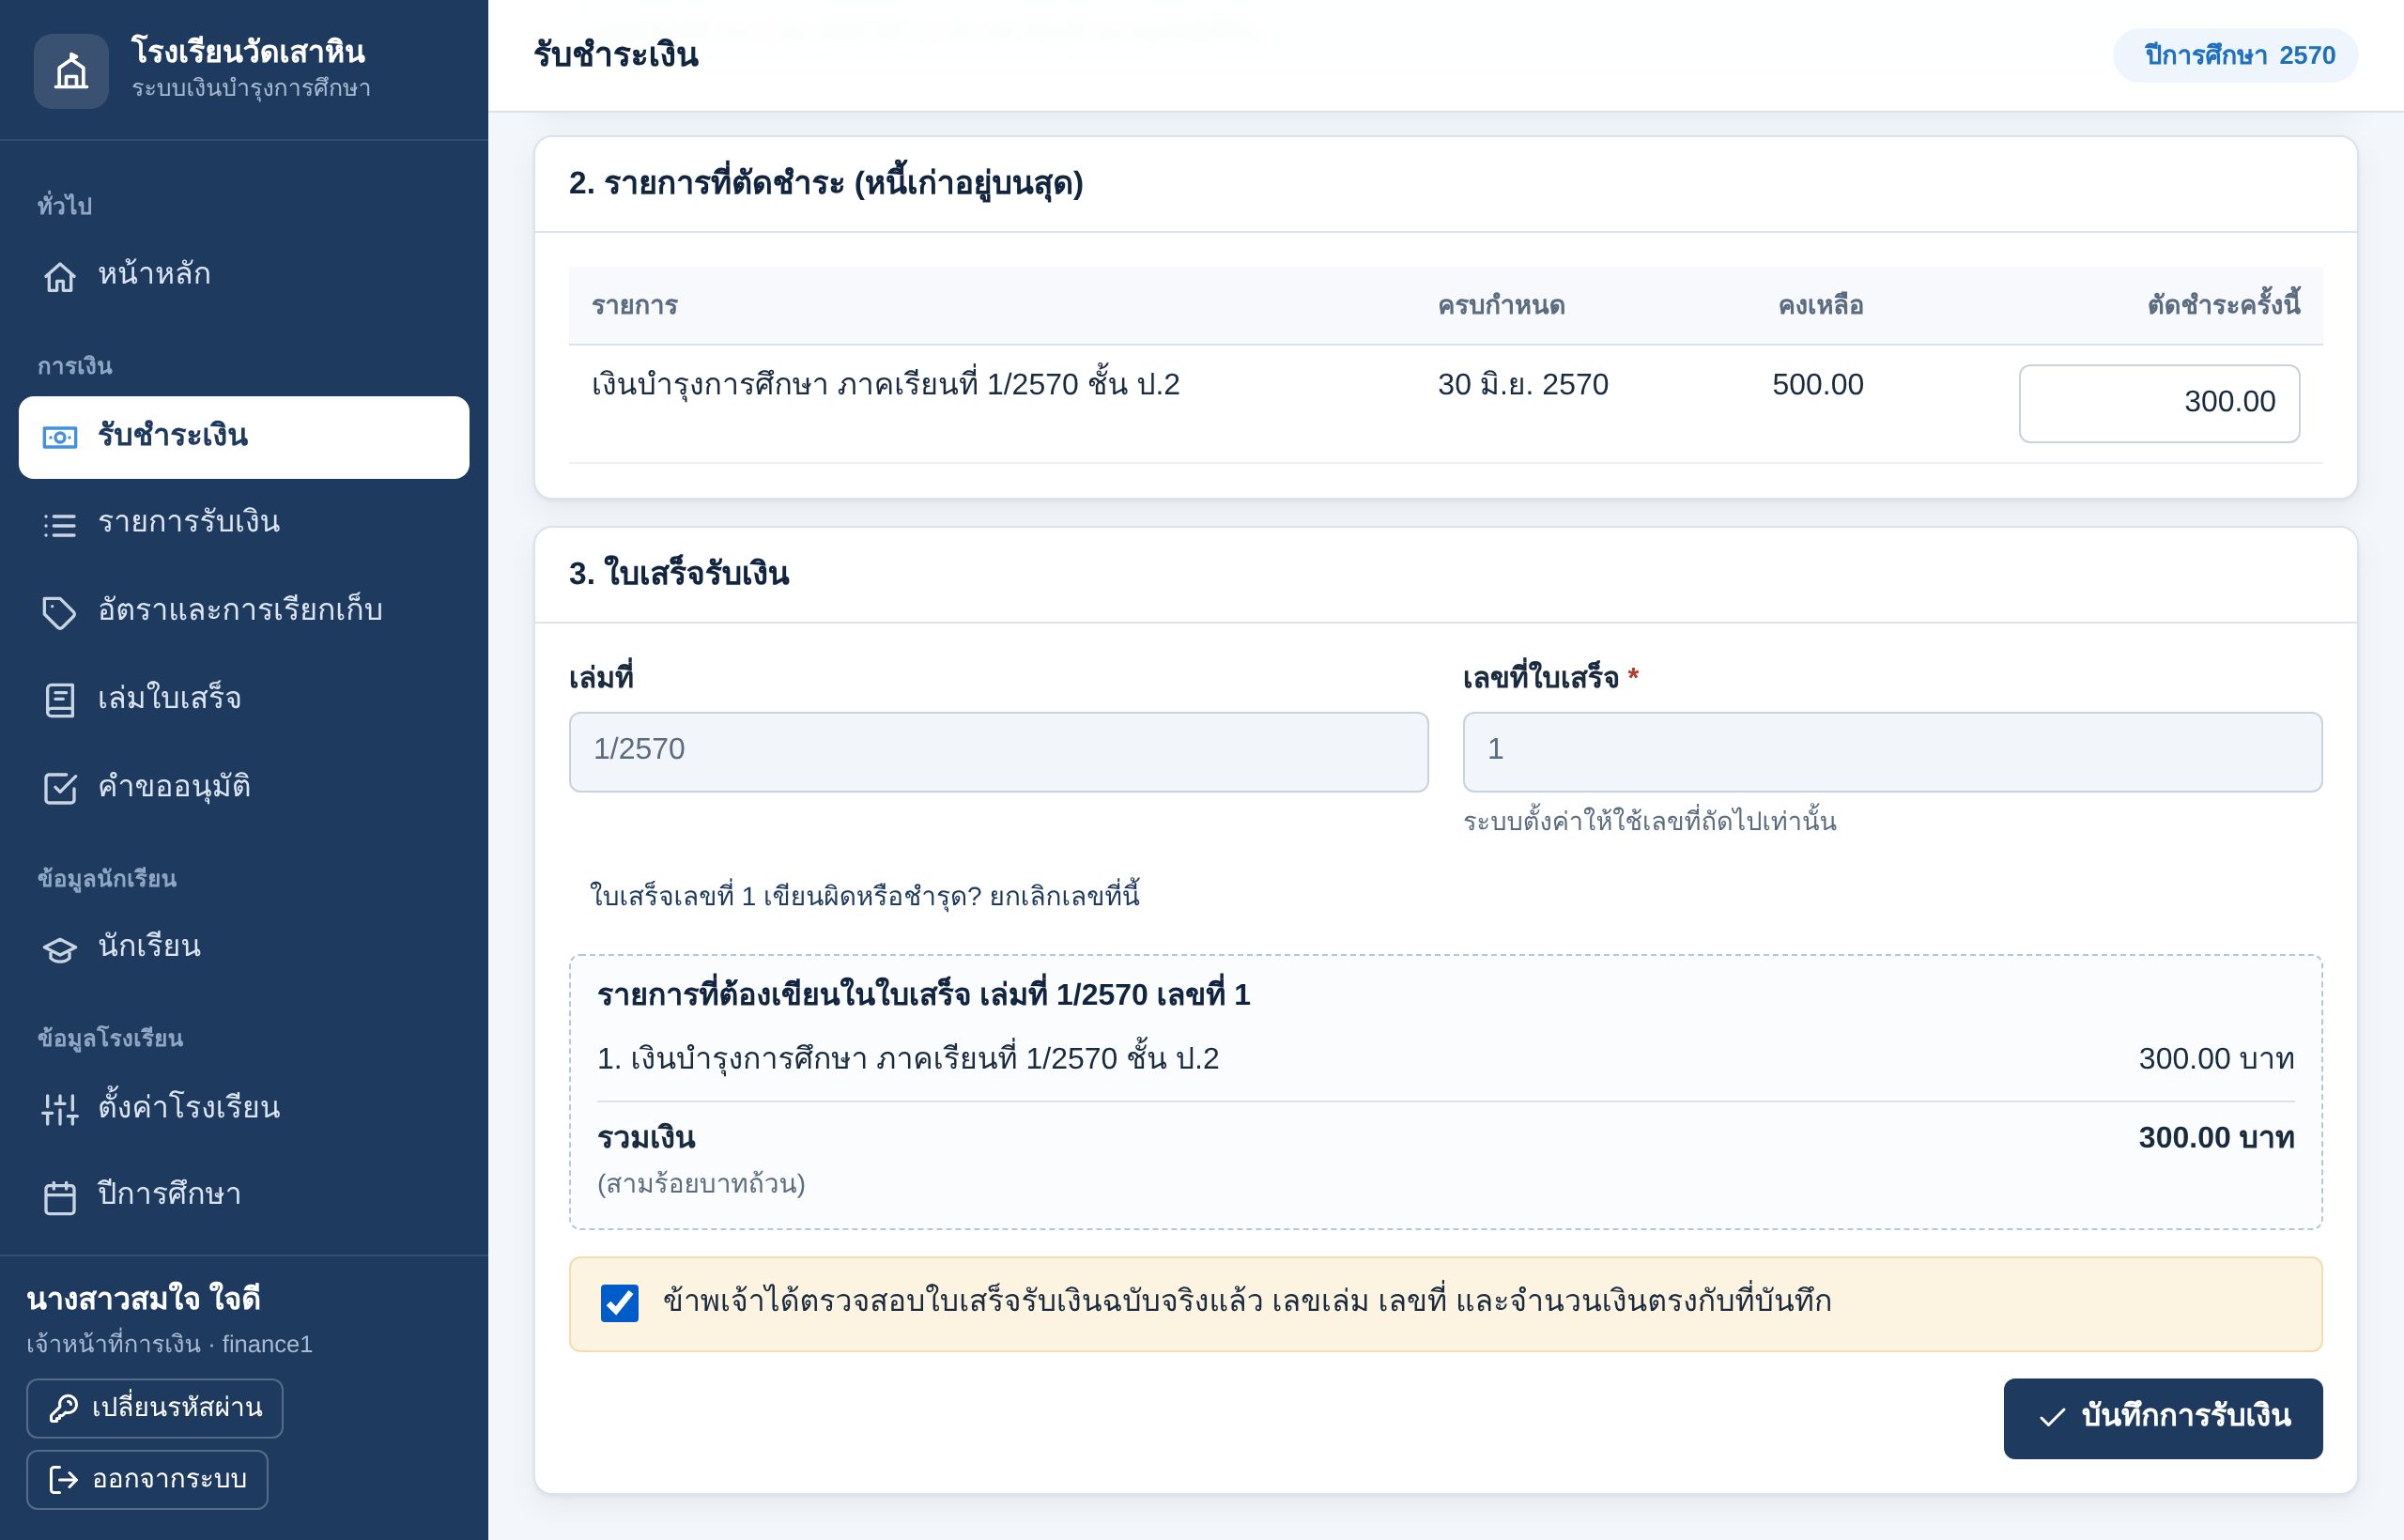 โรงเรียนวัดเสาหิน
ระบบเงินบำรุงการศึกษา
ทั่วไป
หน้าหลัก
การเงิน
รับชำระเงิน
รายการรับเงิน
อัตราและการเรียกเก็บ
เล่มใบเสร็จ
คำขออนุมัติ
ข้อมูลนักเรียน
นักเรียน
ข้อมูลโรงเรียน
ตั้งค่าโรงเรียน
ปีการศึกษา
นางสาวสมใจ ใจดี
เจ้าหน้าที่การเงิน · finance1
เปลี่ยนรหัสผ่าน
ออกจากระบบ
รับชำระเงิน
ปีการศึกษา 2570
2. รายการที่ตัดชำระ (หนี้เก่าอยู่บนสุด)
รายการ ครบกำหนด คงเหลือ ตัดชำระครั้งนี้
เงินบำรุงการศึกษา ภาคเรียนที่ 1/2570 ชั้น ป.2 30 มิ.ย. 2570 500.00 300.00
3. ใบเสร็จรับเงิน
เล่มที่ เลขที่ใบเสร็จ *
1/2570 1
ระบบตั้งค่าให้ใช้เลขที่ถัดไปเท่านั้น
ใบเสร็จเลขที่ 1 เขียนผิดหรือชำรุด? ยกเลิกเลขที่นี้
รายการที่ต้องเขียนในใบเสร็จ เล่มที่ 1/2570 เลขที่ 1
1. เงินบำรุงการศึกษา ภาคเรียนที่ 1/2570 ชั้น ป.2 300.00 บาท
รวมเงิน 300.00 บาท
(สามร้อยบาทถ้วน)
ข้าพเจ้าได้ตรวจสอบใบเสร็จรับเงินฉบับจริงแล้ว เลขเล่ม เลขที่ และจำนวนเงินตรงกับที่บันทึก
บันทึกการรับเงิน